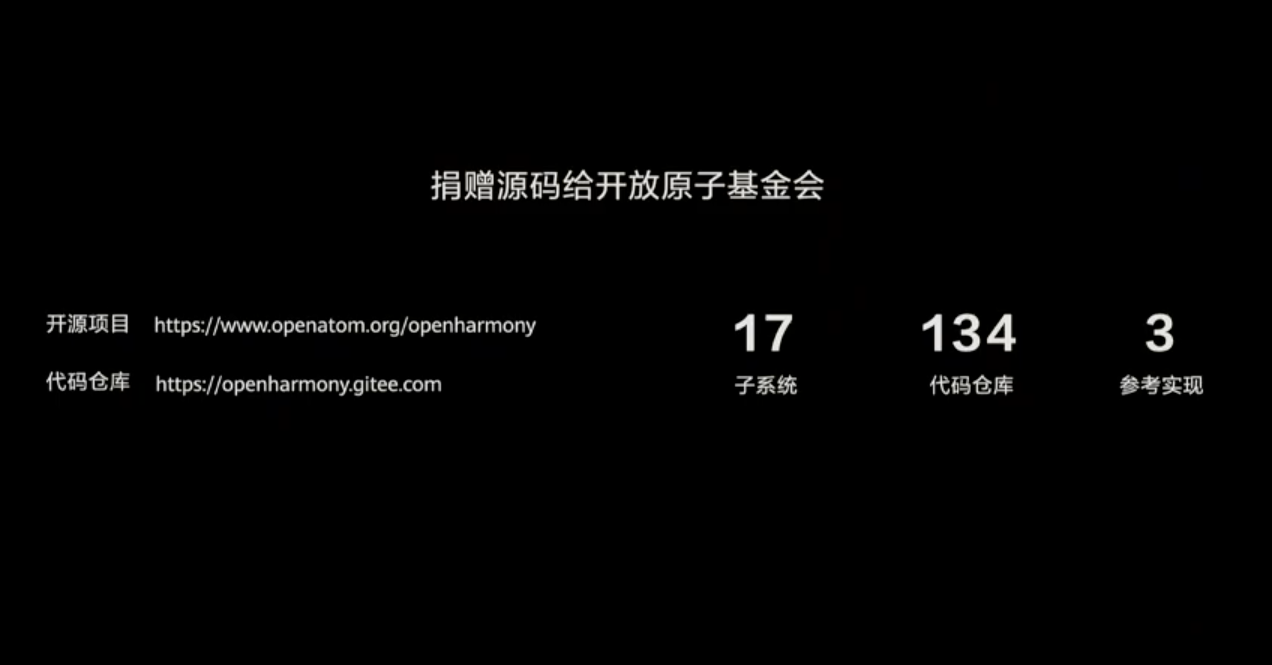 捐赠源码给开放原子基金会
开源项目 https://www.openatom.org/openharmony
代码仓库 https://openharmony.gitee.com
17 134 3
子系统 代码仓库 参考实现